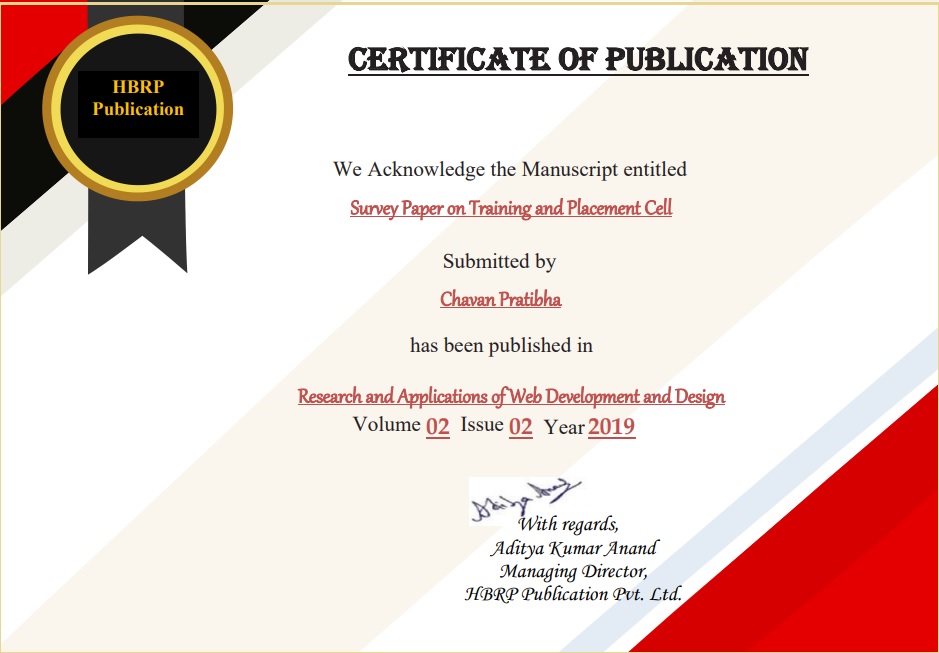 CERTIFICATE OF PUBLICATION
HBRP
Publication
We Acknowledge the Manuscript entitled
Survey Paper on Training and Placement Cell
Submitted by
Chavan Pratibha
has been published in
Research and Applications of Web Development and Design
Volume 02 Issue 02 Year 2019
With regards,
Aditya Kumar Anand
Managing Director,
HBRP Publication Pvt. Ltd.